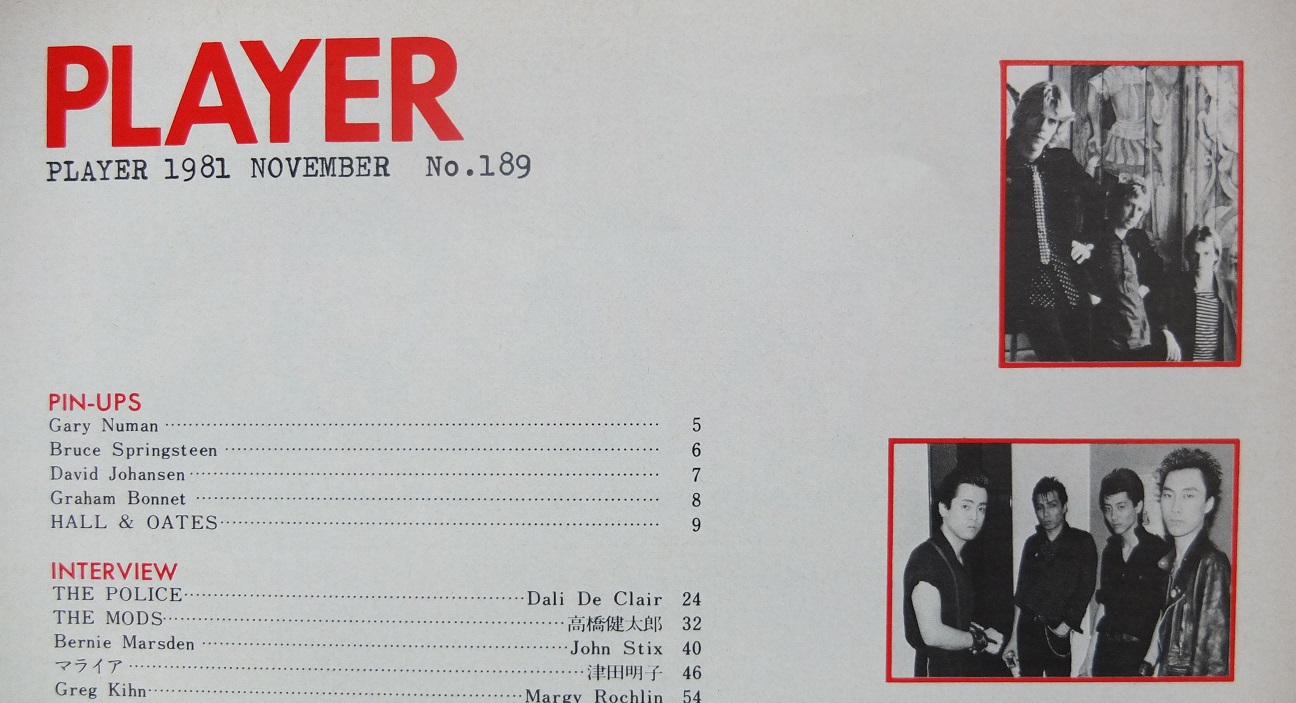 PLAYER
PLAYER 1981 NOVEMBER No.189
PIN-UPS
Gary Numan 5
Bruce Springsteen 6
David Johansen 7
Graham Bonnet 8
HALL & OATES 9
INTERVIEW
THE POLICE Dali De Clair 24
THE MODS 高橋健太郎 32
Bernie Marsden John Stix 40
マライア 津田明子 46
Greg Kihn Margy Rochlin 54